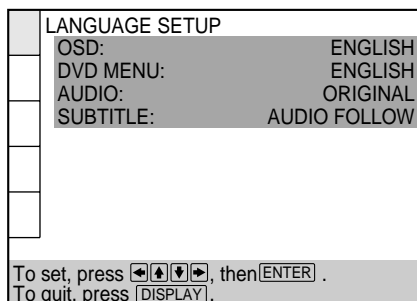 LANGUAGE SETUP
OSD: ENGLISH
DVD MENU: ENGLISH
AUDIO: ORIGINAL
SUBTITLE: AUDIO FOLLOW
To set, press ←↑↓→, then ENTER .
To quit, press DISPLAY.